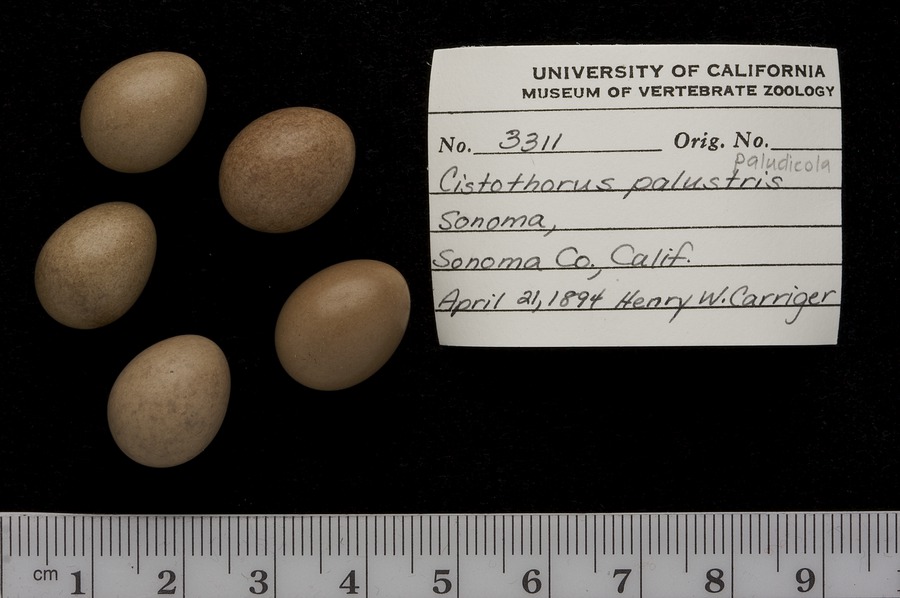 UNIVERSITY OF CALIFORNIA
MUSEUM OF VERTEBRATE ZOOLOGY
No. 3311 Orig. No.
Paludicola
Cistothorus palustris
Sonoma,
Sonoma Co., Calif.
April 21, 1894 Henry W. Carriger
cm 1 2 3 4 5 6 7 8 9 1